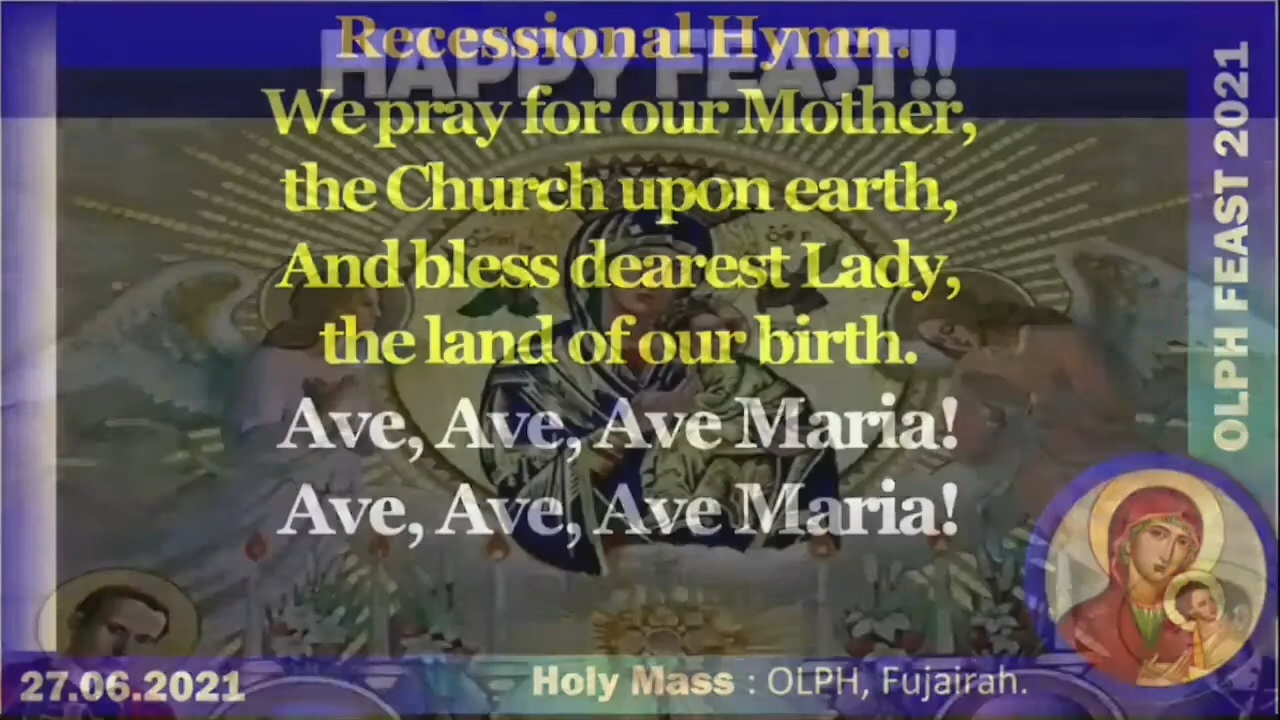 Recessional Hymn.
HAPPY FEAST!!
We pray for our Mother,
the Church upon earth,
And bless dearest Lady,
the land of our birth.
Ave, Ave, Ave Maria!
Ave, Ave, Ave Maria!
OLPH FEAST 2021
27.06.2021
Holy Mass : OLPH, Fujairah.